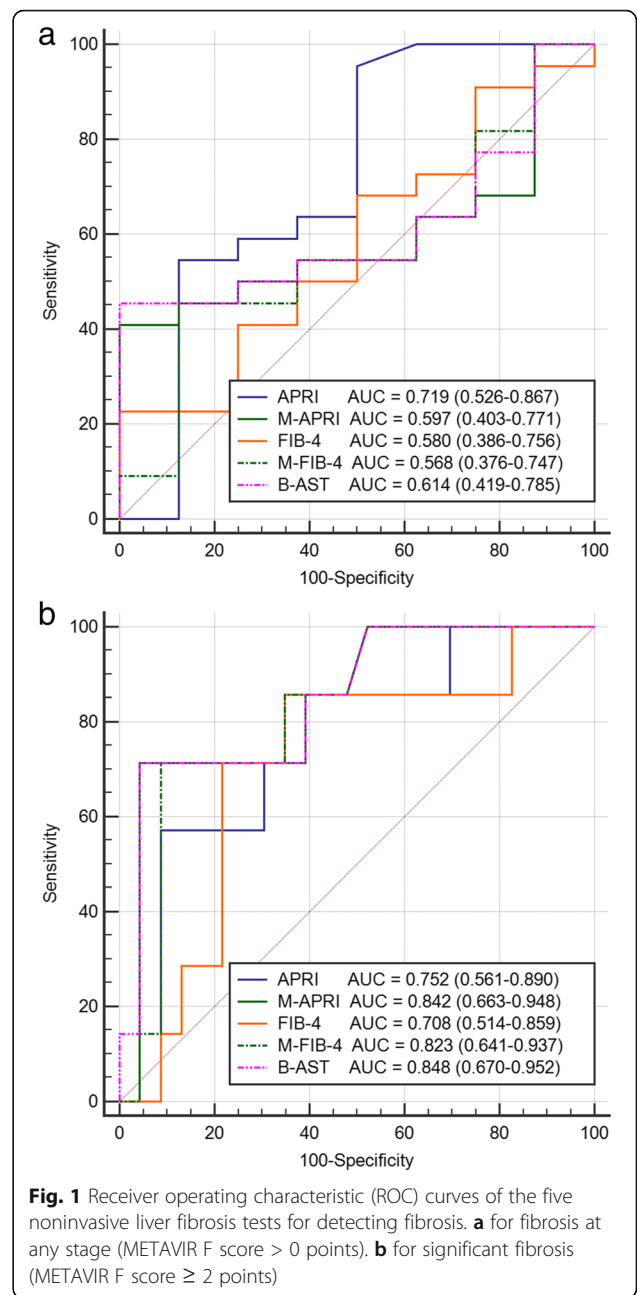 a
100
80
60
40
20
0
Sensitivity
APRI AUC = 0.719 (0.526-0.867)
M-APRI AUC = 0.597 (0.403-0.771)
FIB-4 AUC = 0.580 (0.386-0.756)
M-FIB-4 AUC = 0.568 (0.376-0.747)
B-AST AUC = 0.614 (0.419-0.785)
0 20 40 60 80 100
100-Specificity
b
100
80
60
40
20
0
Sensitivity
APRI AUC = 0.752 (0.561-0.890)
M-APRI AUC = 0.842 (0.663-0.948)
FIB-4 AUC = 0.708 (0.514-0.859)
M-FIB-4 AUC = 0.823 (0.641-0.937)
B-AST AUC = 0.848 (0.670-0.952)
0 20 40 60 80 100
100-Specificity
Fig. 1 Receiver operating characteristic (ROC) curves of the five
noninvasive liver fibrosis tests for detecting fibrosis. a for fibrosis at
any stage (METAVIR F score > 0 points). b for significant fibrosis
(METAVIR F score ≥ 2 points)